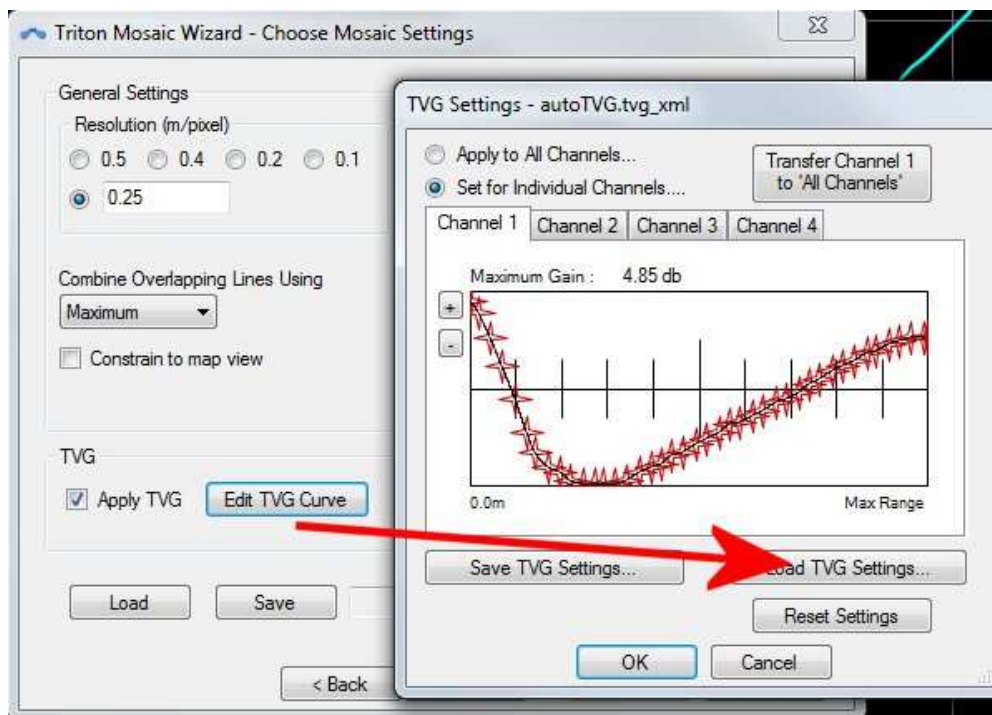 Triton Mosaic Wizard - Choose Mosaic Settings
General Settings
Resolution (m/pixel)
0.5 0.4 0.2 0.1
0.25
Combine Overlapping Lines Using
Maximum
Constrain to map view
TVG
Apply TVG Edit TVG Curve
Load Save
< Back
TVG Settings - autoTVG.tvg_xml
Apply to All Channels...
Set for Individual Channels....
Transfer Channel 1
to 'All Channels'
Channel 1 Channel 2 Channel 3 Channel 4
Maximum Gain : 4.85 db
+
-
0.0m Max Range
Save TVG Settings... Load TVG Settings...
Reset Settings
OK Cancel